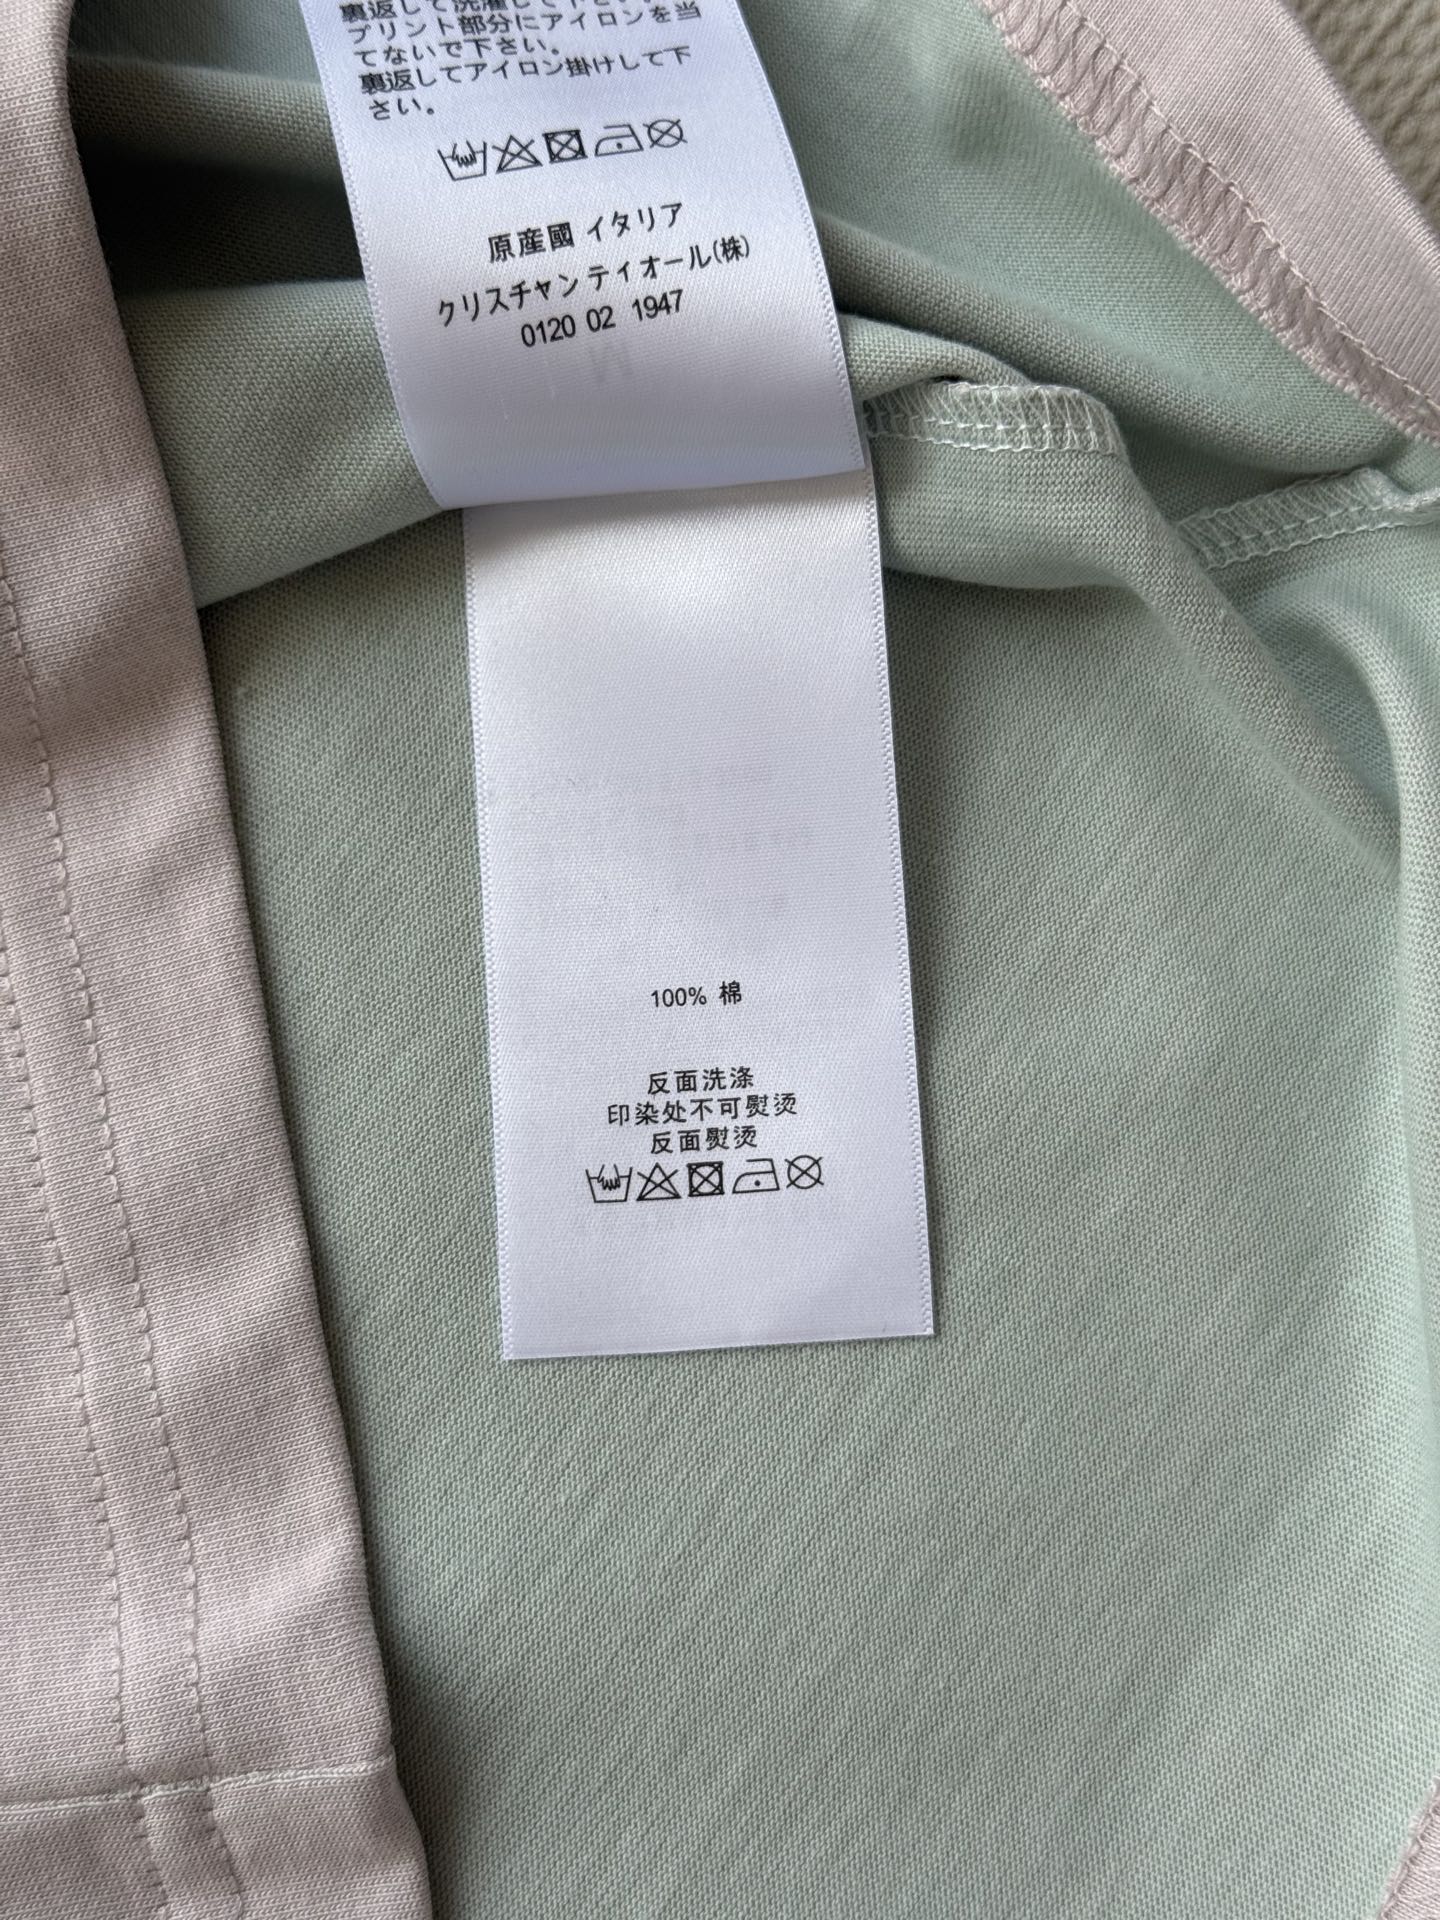 裏返して洗濯して下さい。
プリント部分にアイロンを当
てないで下さい。
裏返してアイロン掛けして下
さい。
原産國 イタリア
クリスチャン ディオール(株)
0120 02 1947
M
100% 棉
反面洗涤
印染处不可熨烫
反面熨烫